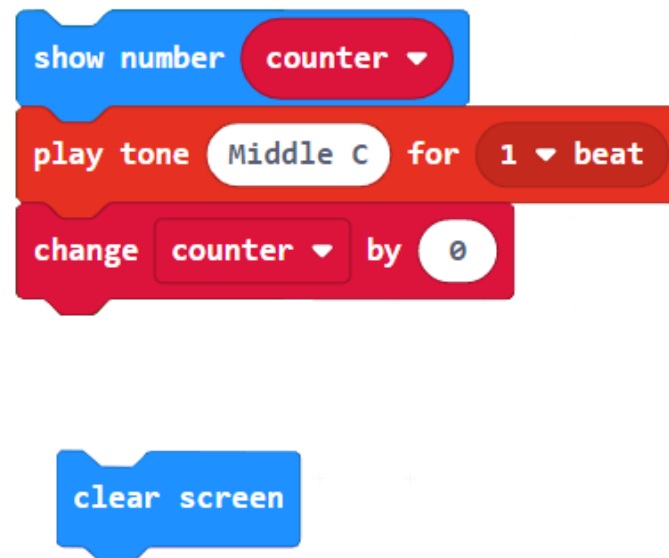 show number counter
play tone Middle C for 1 beat
change counter by 0
clear screen